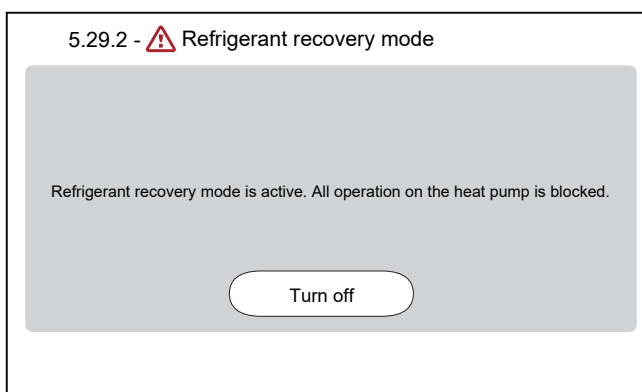 5.29.2 - Refrigerant recovery mode
Refrigerant recovery mode is active. All operation on the heat pump is blocked.
Turn off